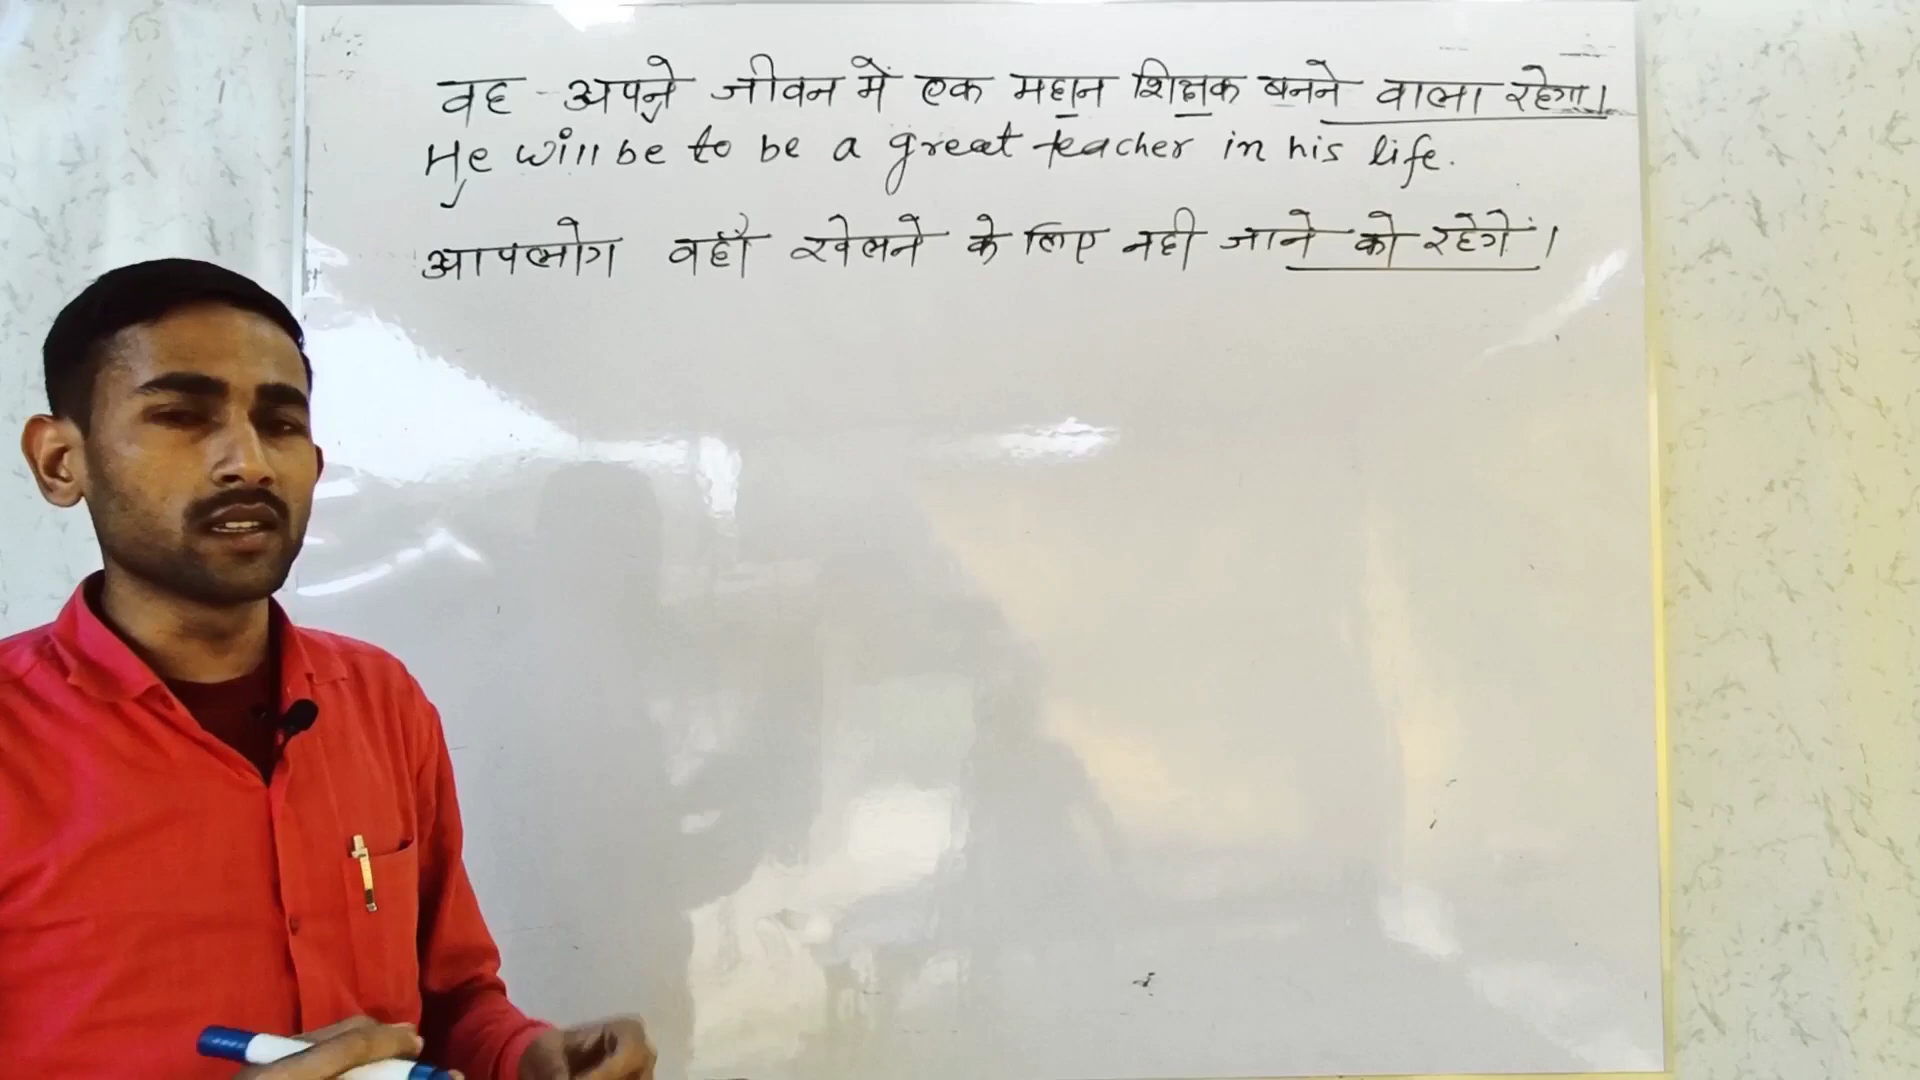 वह अपने जीवन में एक महान शिक्षक बनने वाला रहेगा।
He will be to be a great teacher in his life.
आपलोग वहाँ खेलने के लिए नही जाने को रहेगें।